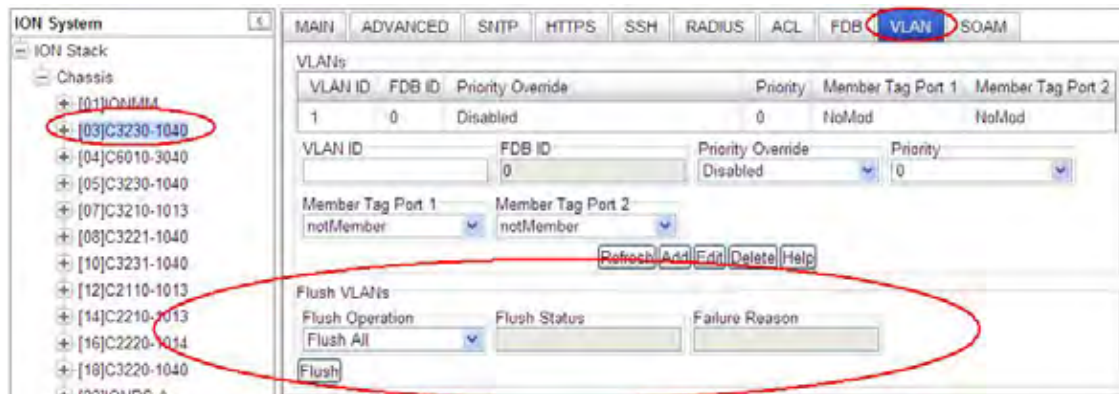 ION System
ION Stack
Chassis
[01]IONMM
[03]C3230-1040
[04]C6010-3040
[05]C3230-1040
[07]C3210-1013
[08]C3221-1040
[10]C3231-1040
[12]C2110-1013
[14]C2210-1013
[16]C2220-1014
[18]C3220-1040
MAIN ADVANCED SNTP HTTPS SSH RADIUS ACL FDB VLAN SOAM
VLANs
VLAN ID FDB ID Priority Override Priority Member Tag Port 1 Member Tag Port 2
1 0 Disabled 0 NoMod NoMod
VLAN ID FDB ID Priority Override Priority
0 Disabled 0
Member Tag Port 1 Member Tag Port 2
notMember notMember
Refresh Add Edit Delete Help
Flush VLANs
Flush Operation Flush Status Failure Reason
Flush All
Flush